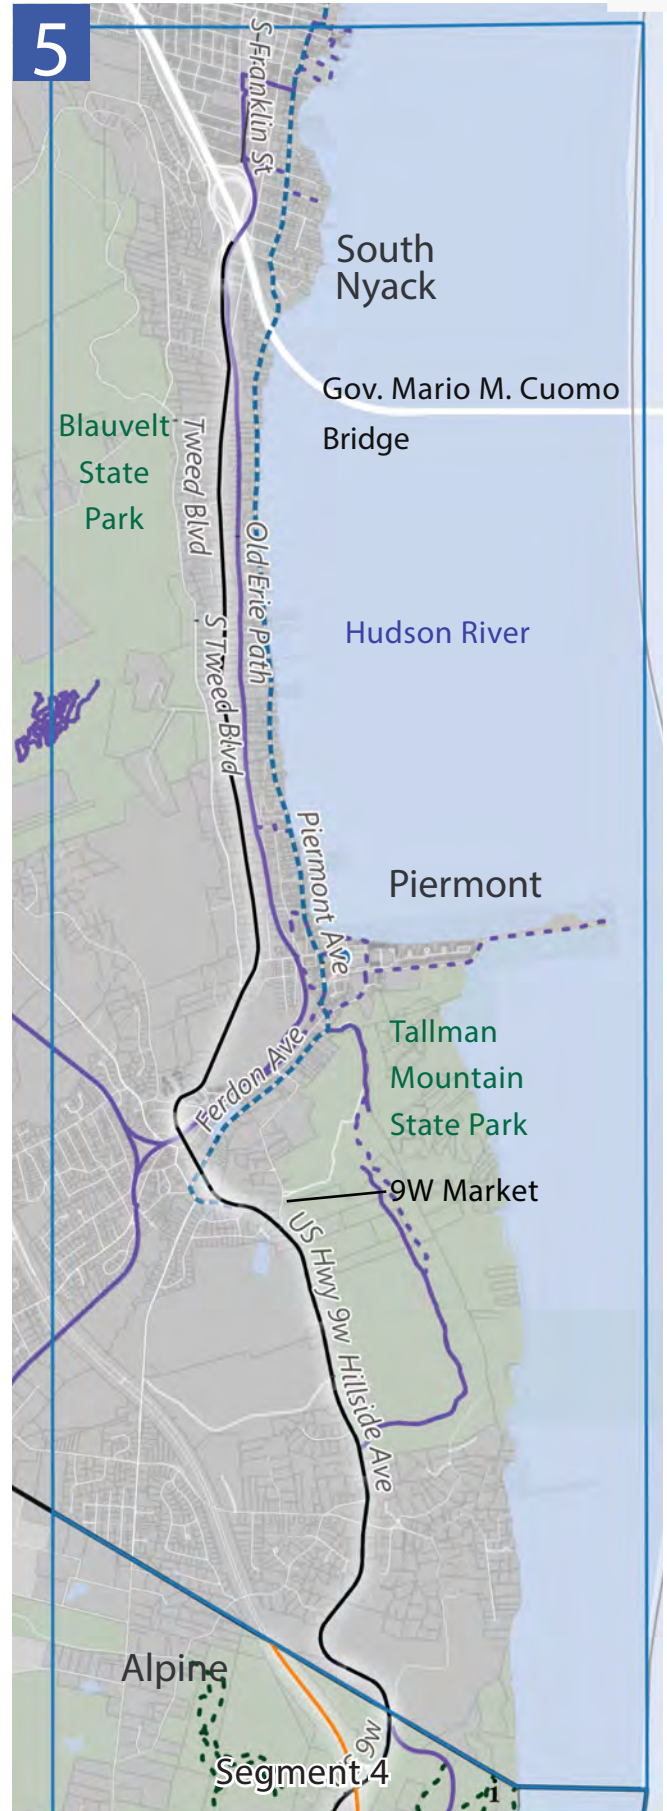 5
S Franklin St
South
Nyack
Gov. Mario M. Cuomo
Bridge
Blauvelt
State
Park
Tweed Blvd
Old Erie Path
Hudson River
S Tweed Blvd
Piermont Ave
Piermont
Ferdon Ave
Tallman
Mountain
State Park
9W Market
US Hwy 9w Hillside Ave
Alpine
9w
Segment 4
1